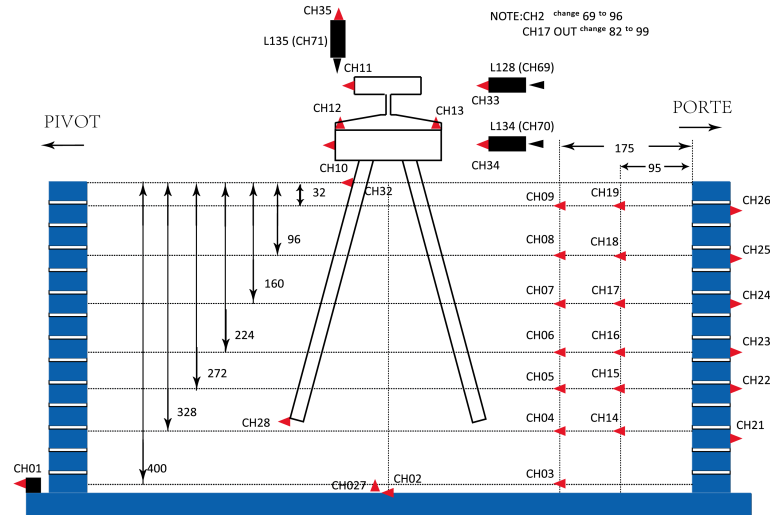 CH35
NOTE:CH2 change 69 to 96
CH17 OUT change 82 to 99
L135 (CH71)
CH11
L128 (CH69)
CH33
CH12
CH13
PIVOT
PORTE
L134 (CH70)
175
CH10
CH34
95
32
CH32
CH09
CH19
CH26
96
CH08
CH18
CH25
160
CH07
CH17
CH24
224
CH06
CH16
CH23
272
CH05
CH15
CH22
328
CH28
CH04
CH14
CH21
CH01
400
CH027
CH02
CH03